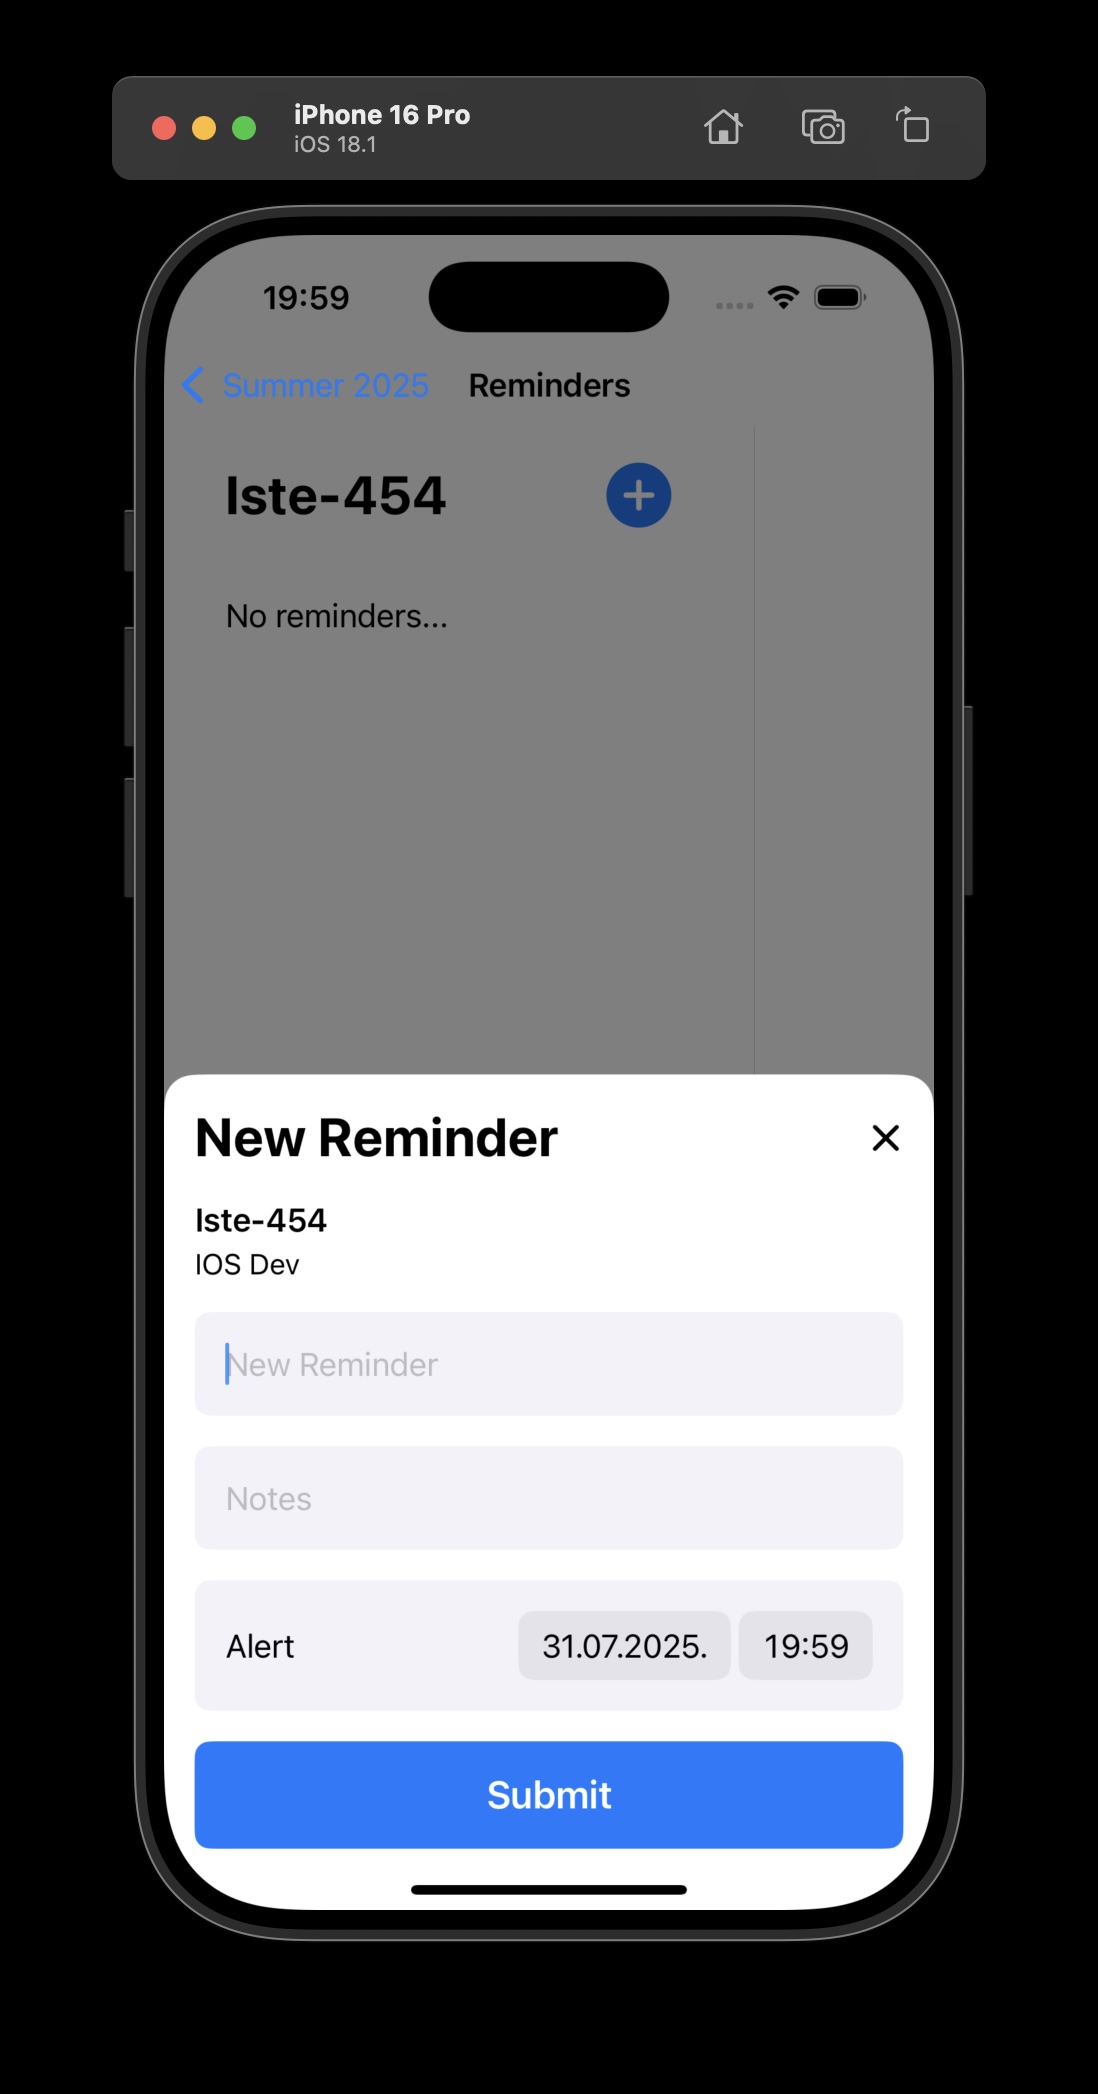 iPhone 16 Pro
iOS 18.1
19:59
Summer 2025 Reminders
Iste-454
No reminders...
New Reminder
Iste-454
IOS Dev
New Reminder
Notes
Alert 31.07.2025. 19:59
Submit